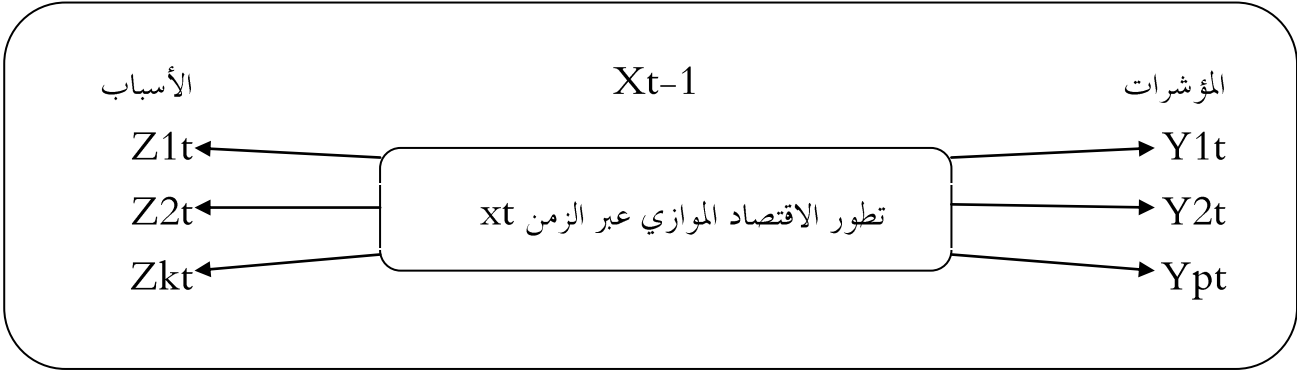 المؤشرات Xt-1 الأسباب
Y1t Z1t
Y2t تطور الاقتصاد الموازي عبر الزمن xt Z2t
Ypt Zkt